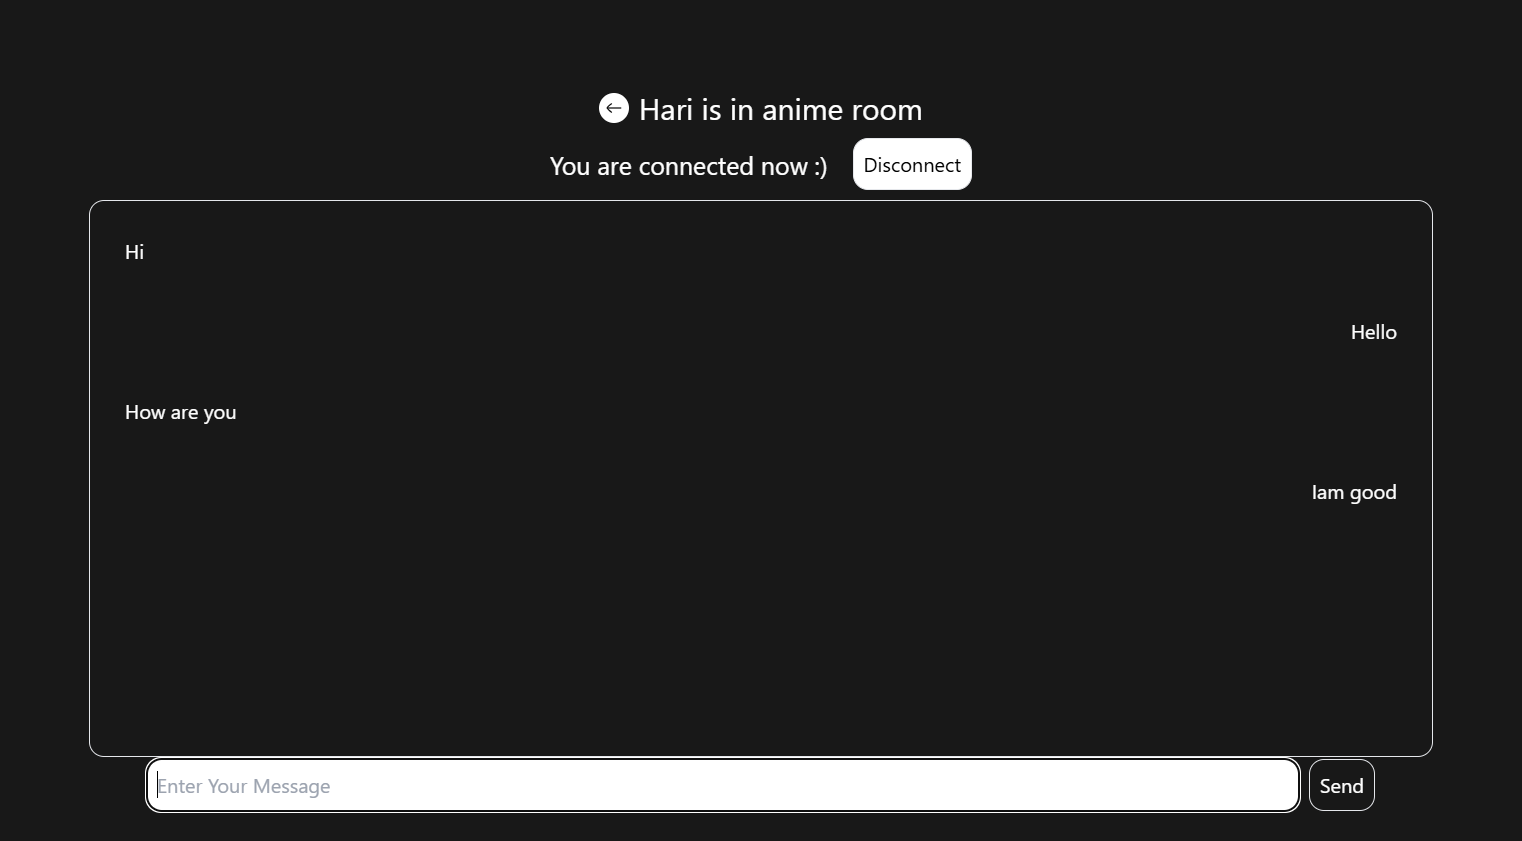 Hari is in anime room
You are connected now :) Disconnect
Hi
Hello
How are you
Iam good
Enter Your Message Send